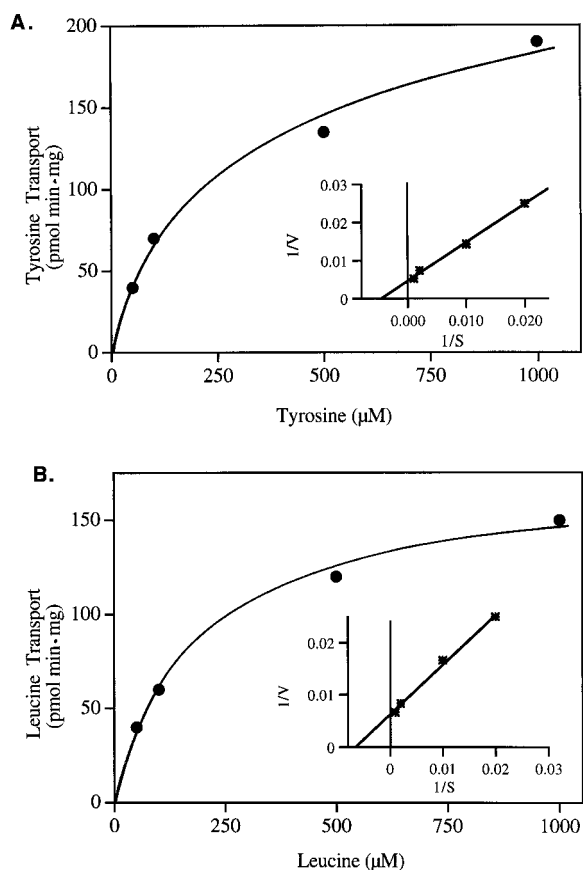 A.
200
150
100
50
0
Tyrosine Transport
(pmol min·mg)
0.03
0.02
0.01
0
1/V
0.000 0.010 0.020
1/S
0 250 500 750 1000
Tyrosine (µM)
B.
150
100
50
0
Leucine Transport
(pmol min·mg)
0.02
0.01
0
1/V
0 0.01 0.02 0.03
1/S
0 250 500 750 1000
Leucine (µM)